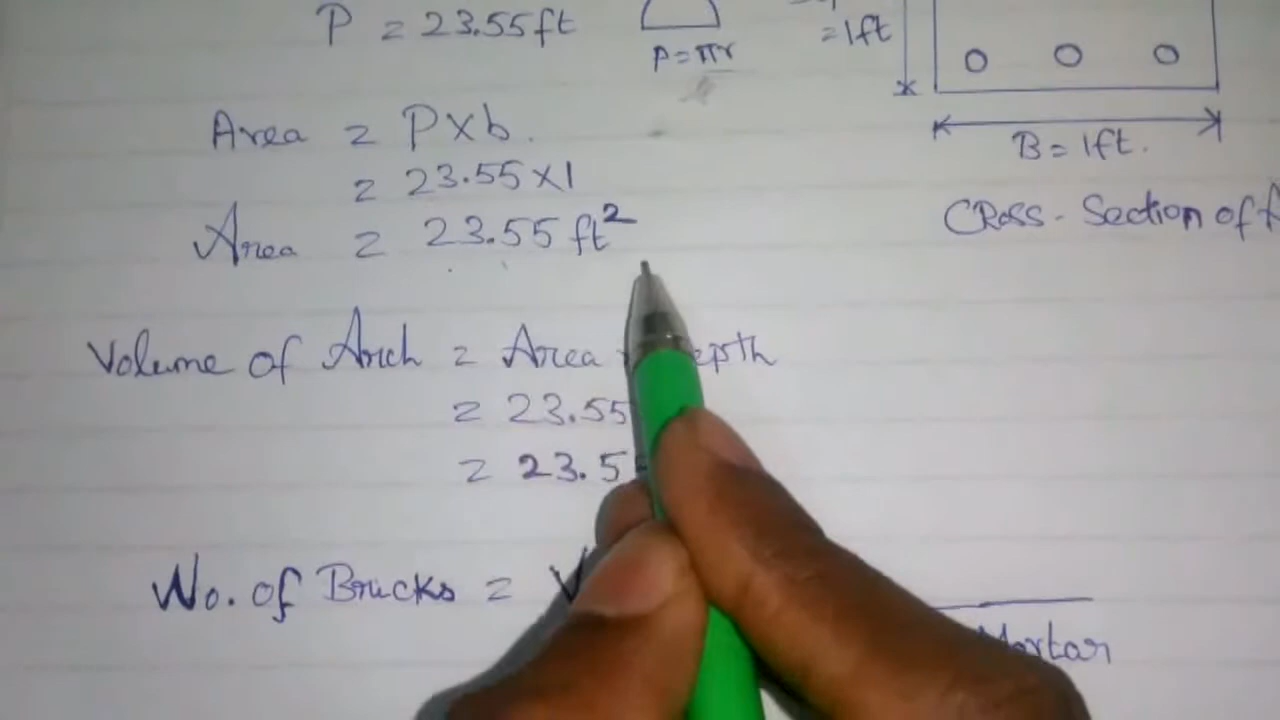 P = 23.55ft
P=πr
=1ft
Area = P×b.
= 23.55×1
Area = 23.55 ft²
B = 1ft.
CRoss-Section of
Volume of Arch = Area epth
= 23.55
= 23.5
No. of Bricks =
Mortar